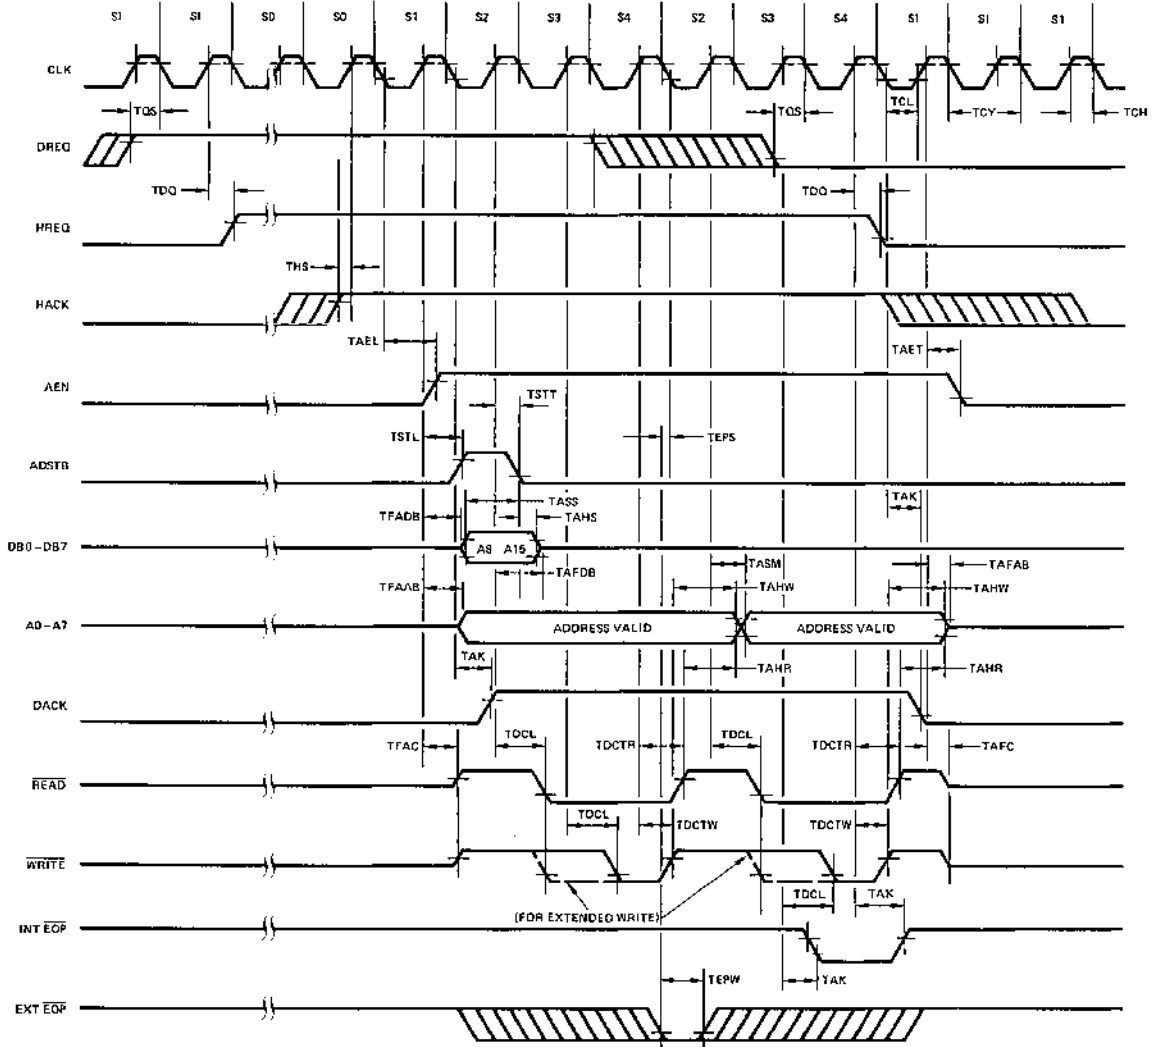 SI SI S0 S0 S1 S2 S3 S4 S2 S3 S4 S1 SI S1
CLK
TQS TQS TCL TCY TCH
DREQ
TDQ TDQ
HREQ
THS
HACK
TAEL TAET
AEN
TSTT
TSTL TEPS
ADSTB
TASS TAK
TFADB TAHS
DB0-DB7 A8 A15 TASM TAFAB
TAFDB
TFAAB TAHW TAHW
A0-A7 ADDRESS VALID ADDRESS VALID
TAK TAHR TAHR
DACK
TFAC TDCL TDCTR TDCL TDCTR TAFC
READ
TDCL TDCTW TDCTW
WRITE
TDCL TAK
(FOR EXTENDED WRITE)
INT EOP
TEPW TAK
EXT EOP